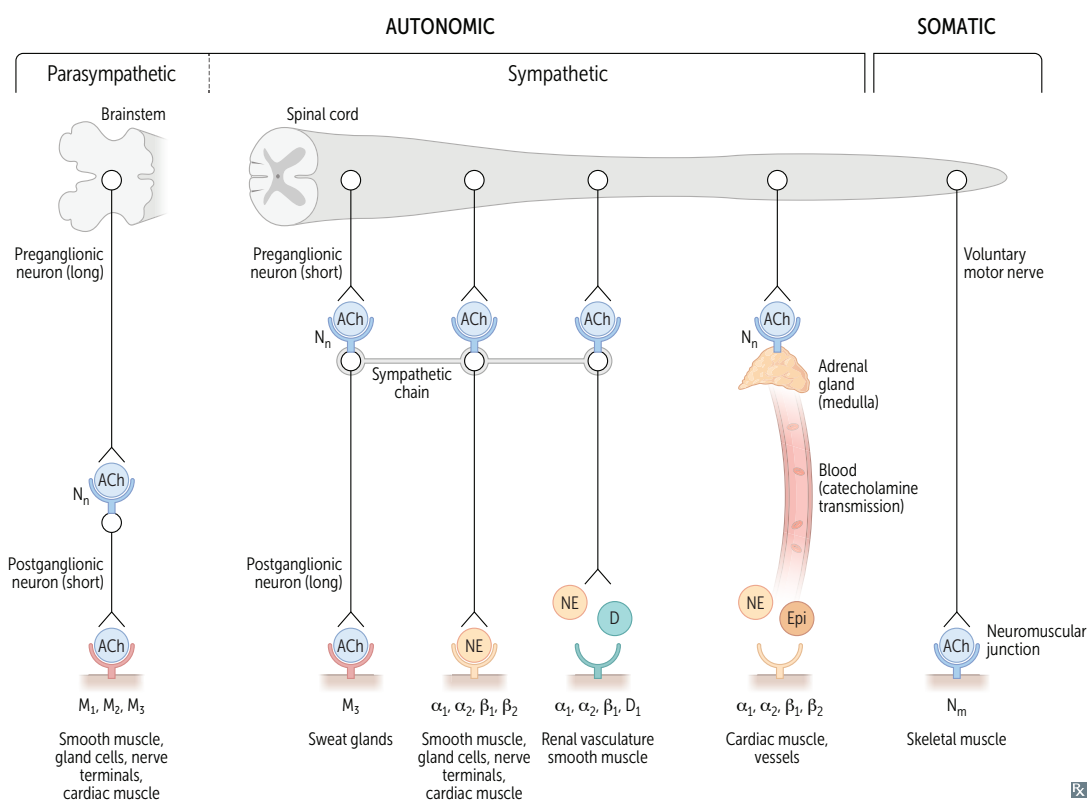 AUTONOMIC
SOMATIC
Parasympathetic
Sympathetic
Brainstem
Spinal cord
Preganglionic
neuron (long)
Preganglionic
neuron (short)
Voluntary
motor nerve
ACh
ACh
ACh
ACh
Nn
Nn
Sympathetic
chain
Adrenal
gland
(medulla)
ACh
Nn
Blood
(catecholamine
transmission)
Postganglionic
neuron (short)
Postganglionic
neuron (long)
NE
D
NE
Epi
ACh
ACh
NE
ACh
Neuromuscular
junction
M1, M2, M3
M3
α1, α2, β1, β2
α1, α2, β1, D1
α1, α2, β1, β2
Nm
Smooth muscle,
gland cells, nerve
terminals,
cardiac muscle
Sweat glands
Smooth muscle,
gland cells, nerve
terminals,
cardiac muscle
Renal vasculature
smooth muscle
Cardiac muscle,
vessels
Skeletal muscle
Rx